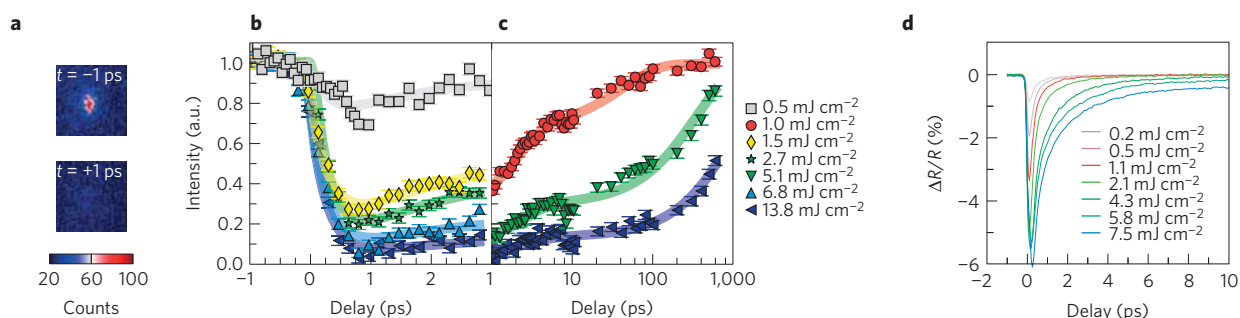 a
t = −1 ps
t = +1 ps
20 60 100
Counts
b
Intensity (a.u.)
1.0
0.8
0.6
0.4
0.2
0.0
−1 0 1 2
Delay (ps)
c
1 10 100 1,000
Delay (ps)
0.5 mJ cm⁻²
1.0 mJ cm⁻²
1.5 mJ cm⁻²
2.7 mJ cm⁻²
5.1 mJ cm⁻²
6.8 mJ cm⁻²
13.8 mJ cm⁻²
d
ΔR/R (%)
0
−2
−4
−6
0.2 mJ cm⁻²
0.5 mJ cm⁻²
1.1 mJ cm⁻²
2.1 mJ cm⁻²
4.3 mJ cm⁻²
5.8 mJ cm⁻²
7.5 mJ cm⁻²
−2 0 2 4 6 8 10
Delay (ps)